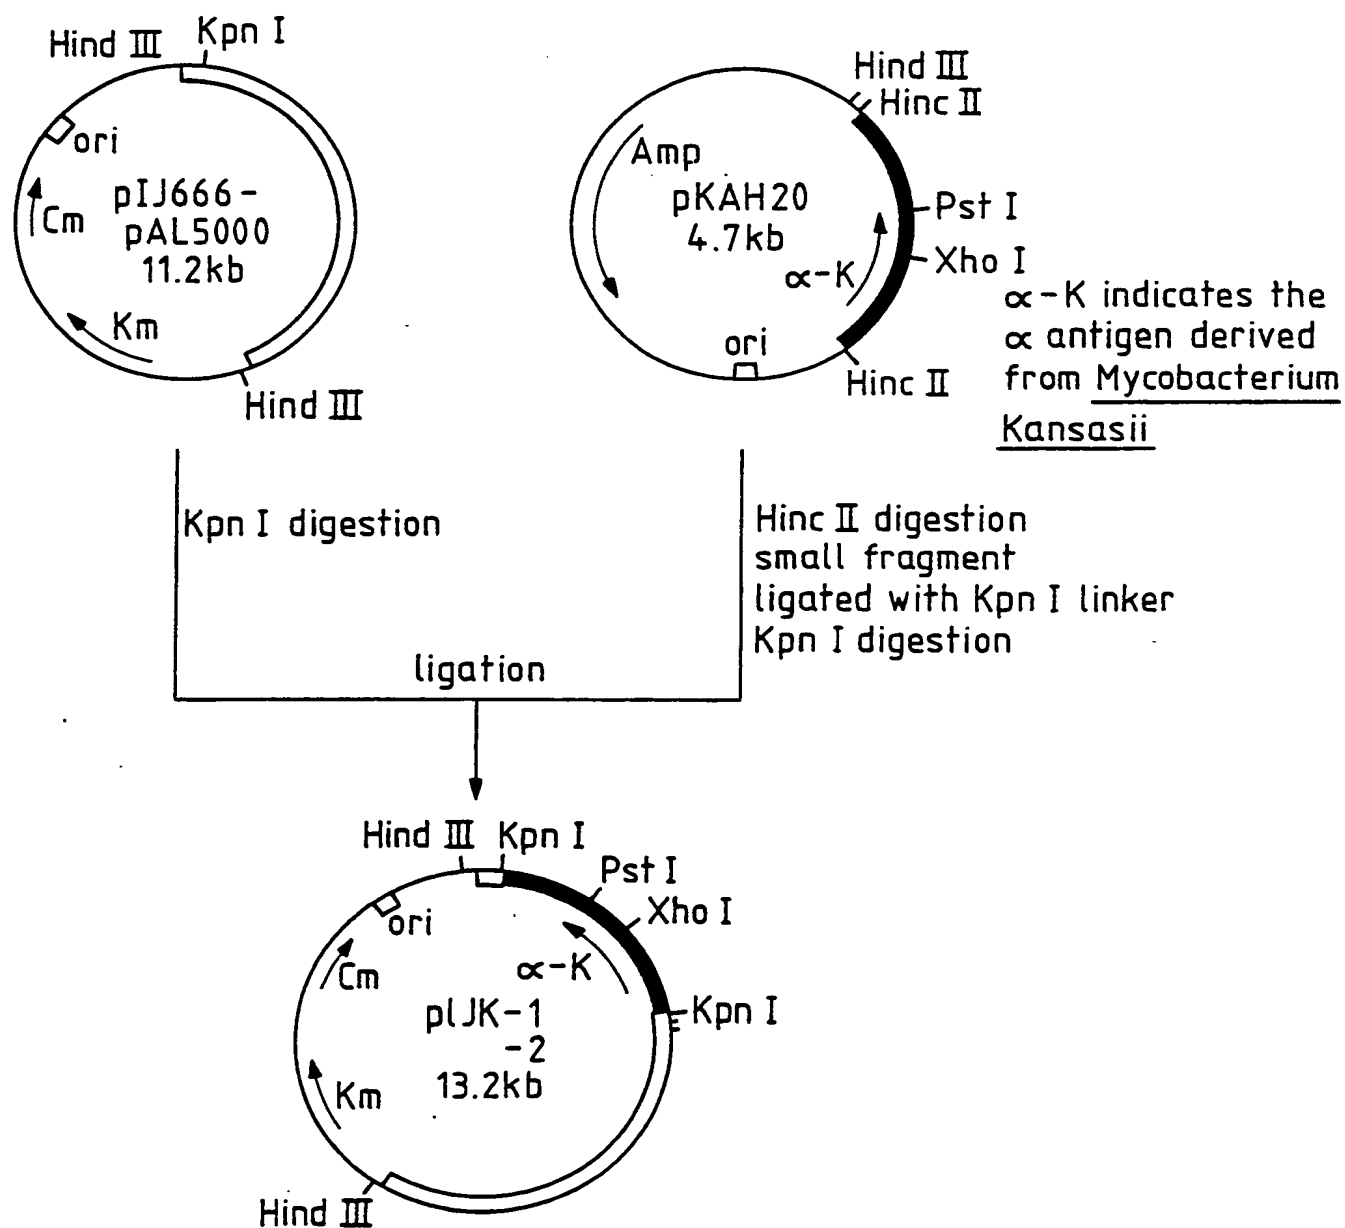 Hind III
Kpn I
ori
Cm
pIJ666-
pAL5000
11.2kb
Km
Hind III
Hind III
Hinc II
Amp
pKAH20
4.7kb
Pst I
Xho I
α-K
ori
Hinc II
α-K indicates the
α antigen derived
from Mycobacterium
Kansasii
Kpn I digestion
Hinc II digestion
small fragment
ligated with Kpn I linker
Kpn I digestion
ligation
Hind III
Kpn I
Pst I
Xho I
ori
Cm
α-K
plJK-1
-2
13.2kb
Kpn I
Km
Hind III